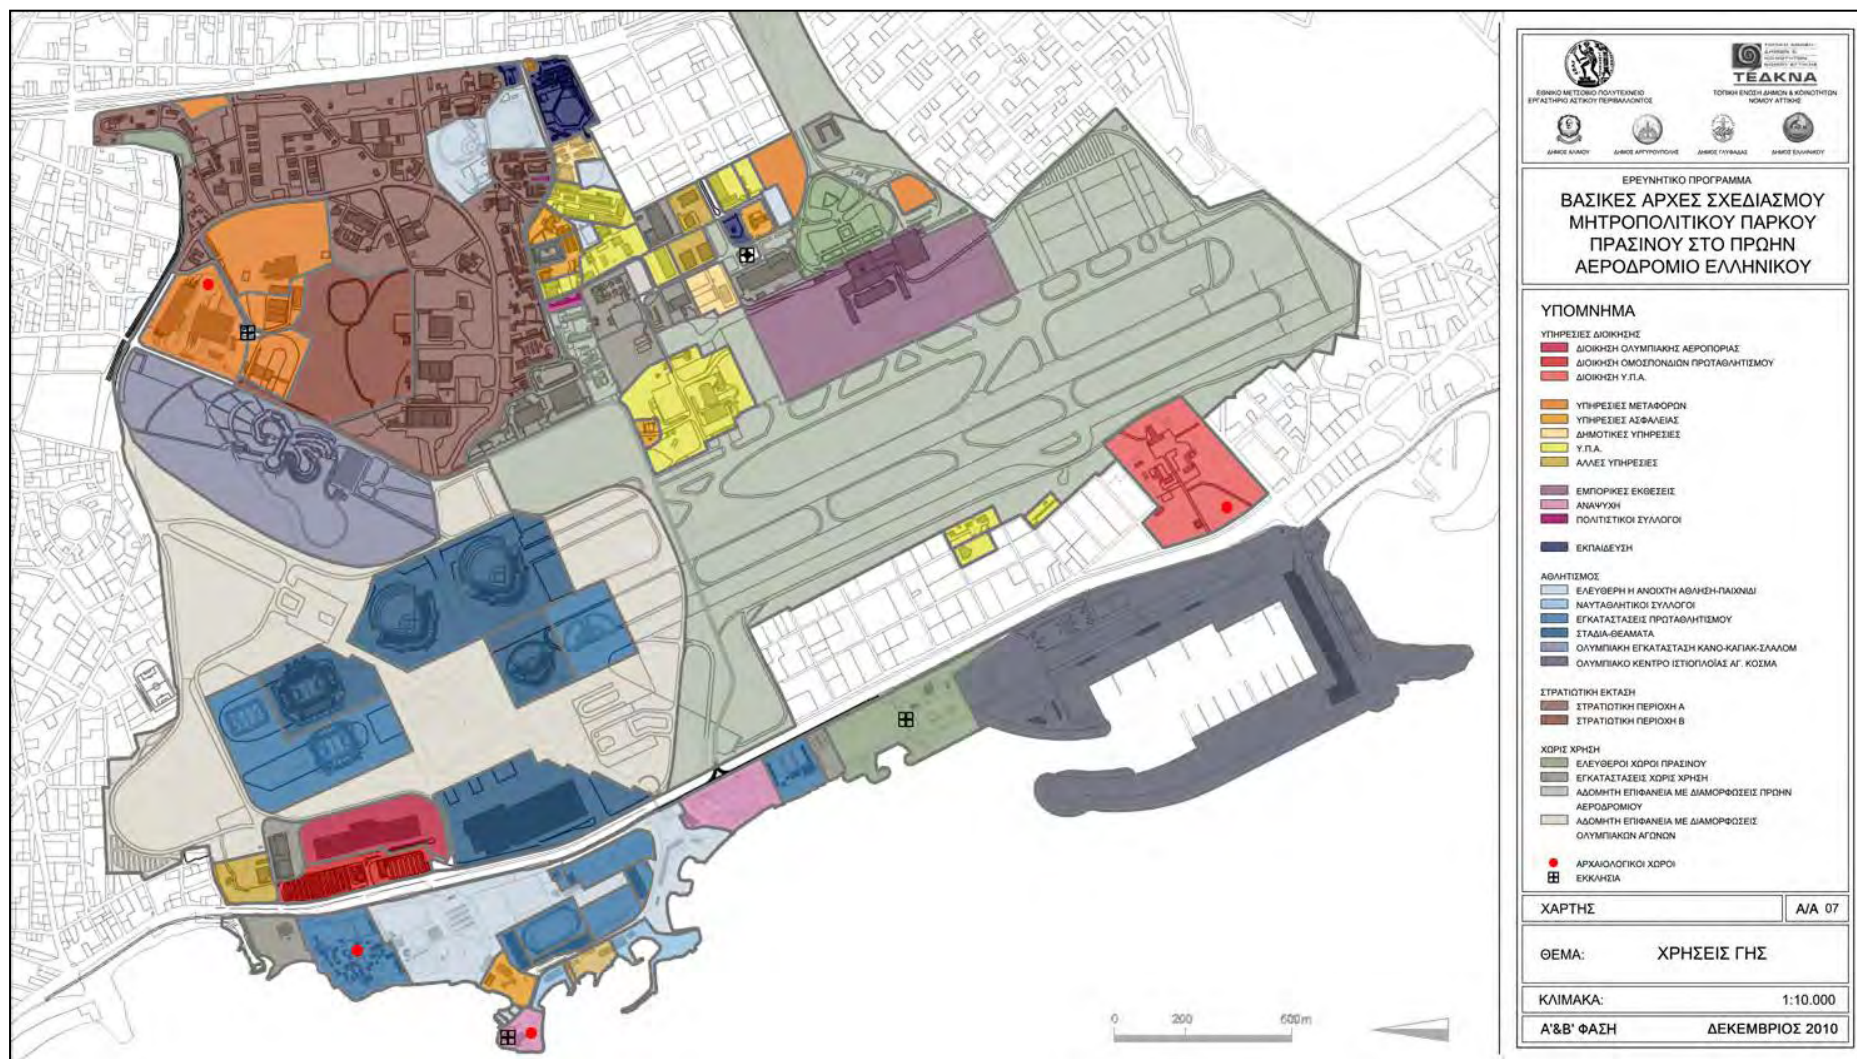 ΕΘΝΙΚΟ ΜΕΤΣΟΒΙΟ ΠΟΛΥΤΕΧΝΕΙΟ
ΕΡΓΑΣΤΗΡΙΟ ΑΣΤΙΚΟΥ ΠΕΡΙΒΑΛΛΟΝΤΟΣ
ΤΕΔΚΝΑ
ΤΟΠΙΚΗ ΕΝΩΣΗ ΔΗΜΩΝ & ΚΟΙΝΟΤΗΤΩΝ
ΝΟΜΟΥ ΑΤΤΙΚΗΣ
ΔΗΜΟΣ ΑΛΙΜΟΥ
ΔΗΜΟΣ ΑΡΓΥΡΟΥΠΟΛΗΣ
ΔΗΜΟΣ ΓΛΥΦΑΔΑΣ
ΔΗΜΟΣ ΕΛΛΗΝΙΚΟΥ
ΕΡΕΥΝΗΤΙΚΟ ΠΡΟΓΡΑΜΜΑ
ΒΑΣΙΚΕΣ ΑΡΧΕΣ ΣΧΕΔΙΑΣΜΟΥ
ΜΗΤΡΟΠΟΛΙΤΙΚΟΥ ΠΑΡΚΟΥ
ΠΡΑΣΙΝΟΥ ΣΤΟ ΠΡΩΗΝ
ΑΕΡΟΔΡΟΜΙΟ ΕΛΛΗΝΙΚΟΥ
ΥΠΟΜΝΗΜΑ
ΥΠΗΡΕΣΙΕΣ ΔΙΟΙΚΗΣΗΣ
ΔΙΟΙΚΗΣΗ ΟΛΥΜΠΙΑΚΗΣ ΑΕΡΟΠΟΡΙΑΣ
ΔΙΟΙΚΗΣΗ ΟΜΟΣΠΟΝΔΙΩΝ ΠΡΩΤΑΘΛΗΤΙΣΜΟΥ
ΔΙΟΙΚΗΣΗ Υ.Π.Α.
ΥΠΗΡΕΣΙΕΣ ΜΕΤΑΦΟΡΩΝ
ΥΠΗΡΕΣΙΕΣ ΑΣΦΑΛΕΙΑΣ
ΔΗΜΟΤΙΚΕΣ ΥΠΗΡΕΣΙΕΣ
Υ.Π.Α.
ΑΛΛΕΣ ΥΠΗΡΕΣΙΕΣ
ΕΜΠΟΡΙΚΕΣ ΕΚΘΕΣΕΙΣ
ΑΝΑΨΥΧΗ
ΠΟΛΙΤΙΣΤΙΚΟΙ ΣΥΛΛΟΓΟΙ
ΕΚΠΑΙΔΕΥΣΗ
ΑΘΛΗΤΙΣΜΟΣ
ΕΛΕΥΘΕΡΗ Η ΑΝΟΙΧΤΗ ΑΘΛΗΣΗ-ΠΑΙΧΝΙΔΙ
ΝΑΥΤΑΘΛΗΤΙΚΟΙ ΣΥΛΛΟΓΟΙ
ΕΓΚΑΤΑΣΤΑΣΕΙΣ ΠΡΩΤΑΘΛΗΤΙΣΜΟΥ
ΣΤΑΔΙΑ-ΘΕΑΜΑΤΑ
ΟΛΥΜΠΙΑΚΗ ΕΓΚΑΤΑΣΤΑΣΗ ΚΑΝΟ-ΚΑΓΙΑΚ-ΣΛΑΛΟΜ
ΟΛΥΜΠΙΑΚΟ ΚΕΝΤΡΟ ΙΣΤΙΟΠΛΟΪΑΣ ΑΓ. ΚΟΣΜΑ
ΣΤΡΑΤΙΩΤΙΚΗ ΕΚΤΑΣΗ
ΣΤΡΑΤΙΩΤΙΚΗ ΠΕΡΙΟΧΗ Α
ΣΤΡΑΤΙΩΤΙΚΗ ΠΕΡΙΟΧΗ Β
ΧΩΡΙΣ ΧΡΗΣΗ
ΕΛΕΥΘΕΡΟΙ ΧΩΡΟΙ ΠΡΑΣΙΝΟΥ
ΕΓΚΑΤΑΣΤΑΣΕΙΣ ΧΩΡΙΣ ΧΡΗΣΗ
ΑΔΟΜΗΤΗ ΕΠΙΦΑΝΕΙΑ ΜΕ ΔΙΑΜΟΡΦΩΣΕΙΣ ΠΡΩΗΝ
ΑΕΡΟΔΡΟΜΙΟΥ
ΑΔΟΜΗΤΗ ΕΠΙΦΑΝΕΙΑ ΜΕ ΔΙΑΜΟΡΦΩΣΕΙΣ
ΟΛΥΜΠΙΑΚΩΝ ΑΓΩΝΩΝ
ΑΡΧΑΙΟΛΟΓΙΚΟΙ ΧΩΡΟΙ
ΕΚΚΛΗΣΙΑ
ΧΑΡΤΗΣ Α/Α 07
ΘΕΜΑ: ΧΡΗΣΕΙΣ ΓΗΣ
ΚΛΙΜΑΚΑ: 1:10.000
Α'&Β' ΦΑΣΗ ΔΕΚΕΜΒΡΙΟΣ 2010
0 200 600m